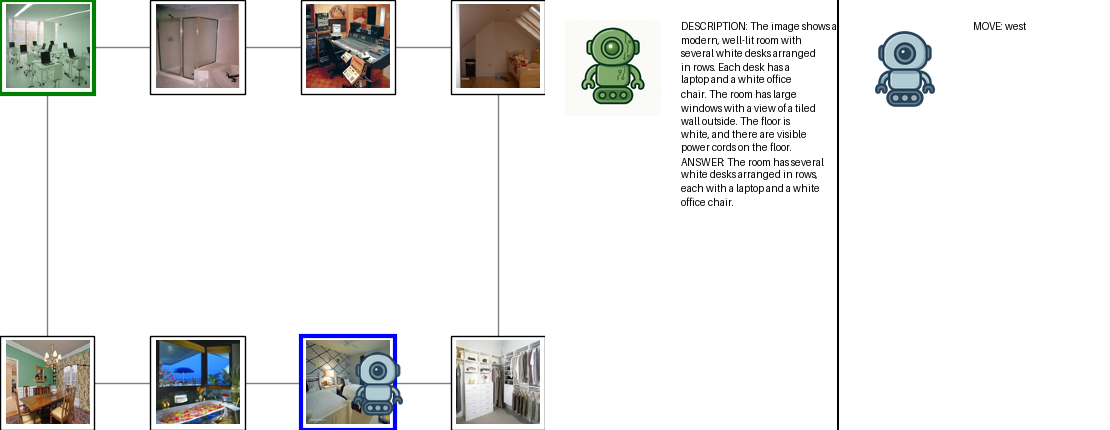 DESCRIPTION: The image shows a
modern, well-lit room with
several white desks arranged
in rows. Each desk has a
laptop and a white office
chair. The room has large
windows with a view of a tiled
wall outside. The floor is
white, and there are visible
power cords on the floor.
ANSWER: The room has several
white desks arranged in rows,
each with a laptop and a white
office chair.
MOVE: west